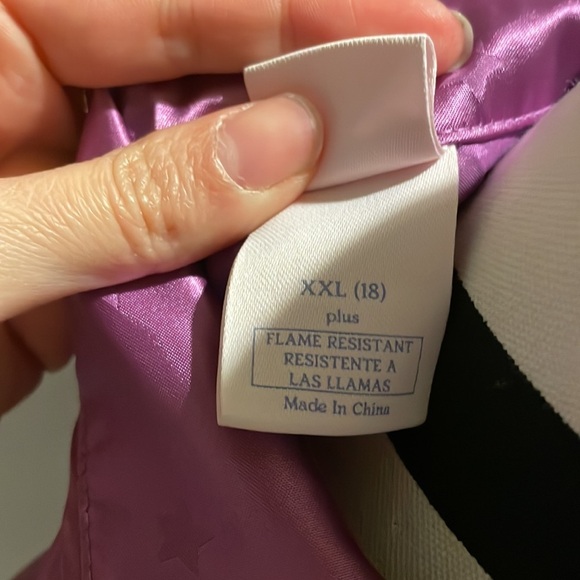 XXL (18)
plus
FLAME RESISTANT
RESISTENTE A
LAS LLAMAS
Made In China